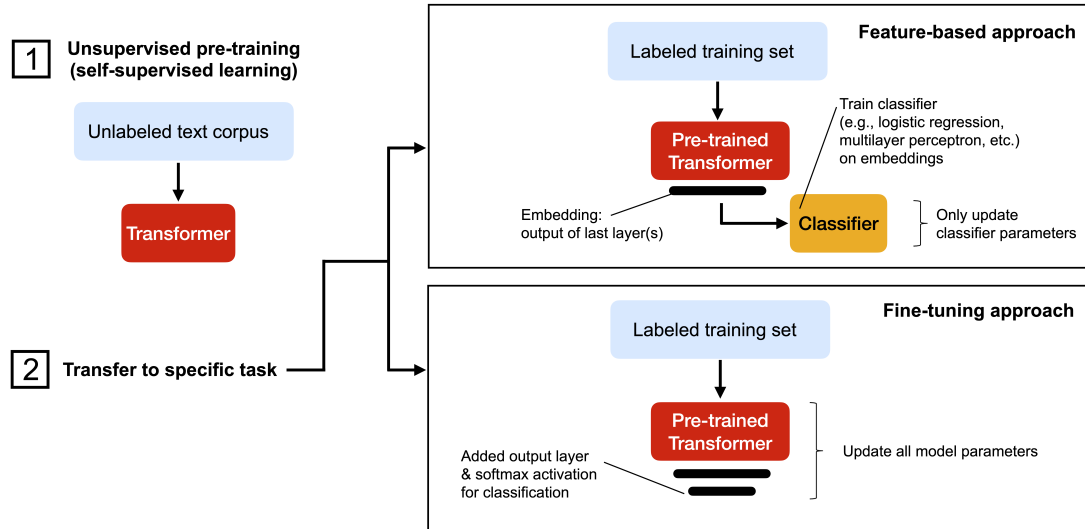 1
Unsupervised pre-training
(self-supervised learning)
Unlabeled text corpus
Transformer
2
Transfer to specific task
Feature-based approach
Labeled training set
Pre-trained
Transformer
Train classifier
(e.g., logistic regression,
multilayer perceptron, etc.)
on embeddings
Embedding:
output of last layer(s)
Classifier
Only update
classifier parameters
Fine-tuning approach
Labeled training set
Pre-trained
Transformer
Update all model parameters
Added output layer
& softmax activation
for classification